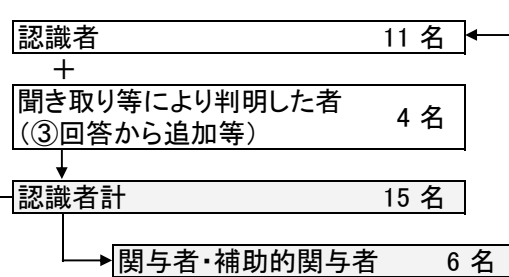 認識者 11 名
＋
聞き取り等により判明した者
(③回答から追加等) 4 名
認識者計 15 名
関与者・補助的関与者 6 名